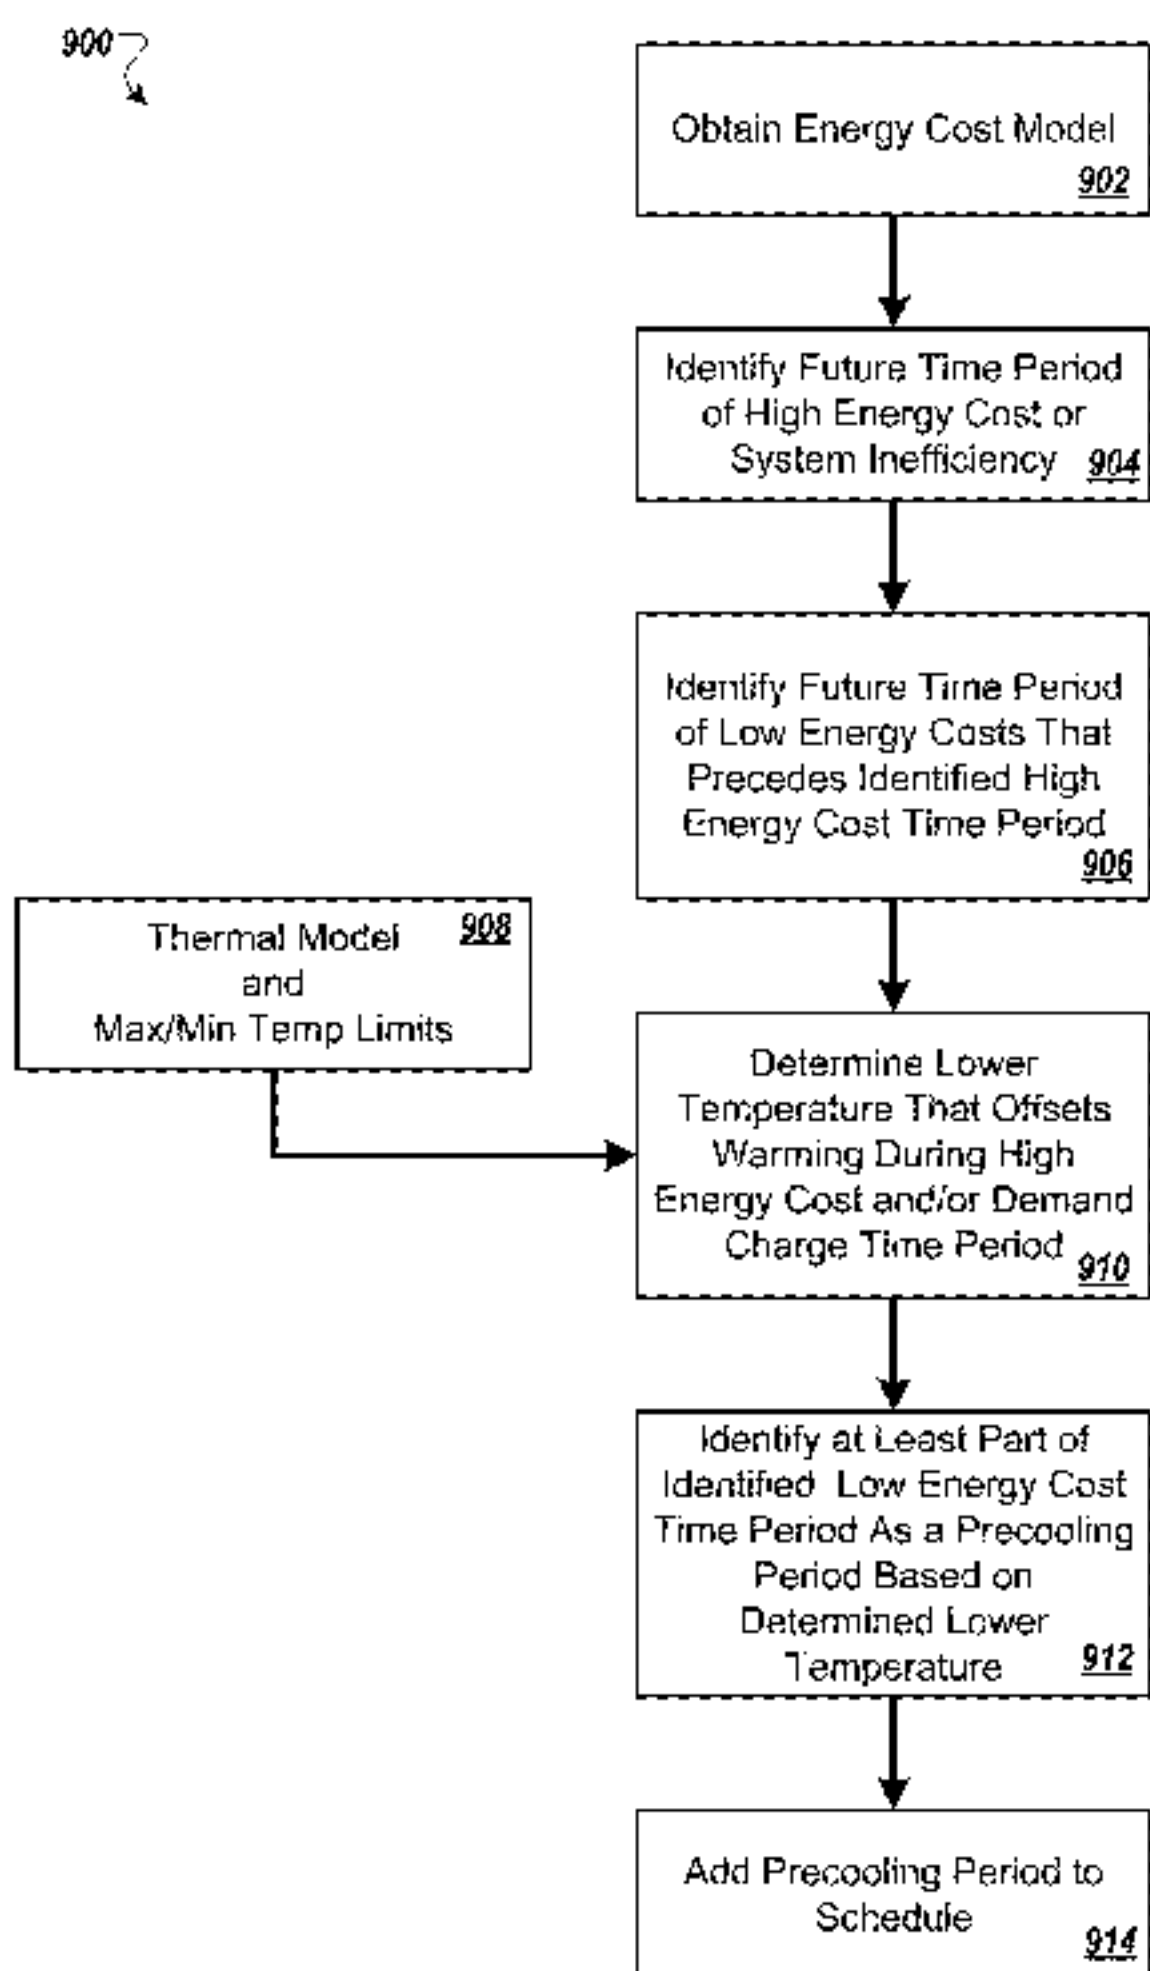 900
Obtain Energy Cost Model
902
Identify Future Time Period
of High Energy Cost or
System Inefficiency 904
Identify Future Time Period
of Low Energy Costs That
Precedes Identified High
Energy Cost Time Period
906
Thermal Model 908
and
Max/Min Temp Limits
Determine Lower
Temperature That Offsets
Warming During High
Energy Cost and/or Demand
Charge Time Period 910
Identify at Least Part of
Identified Low Energy Cost
Time Period As a Precooling
Period Based on
Determined Lower
Temperature 912
Add Precooling Period to
Schedule
914